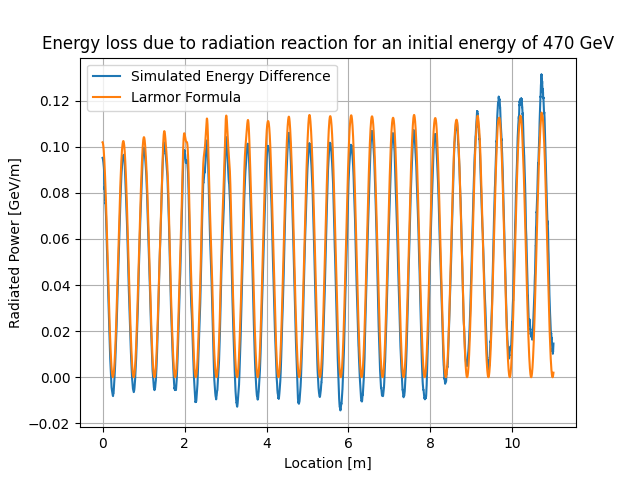 Energy loss due to radiation reaction for an initial energy of 470 GeV
Simulated Energy Difference
Larmor Formula
Radiated Power [GeV/m]
0.12
0.10
0.08
0.06
0.04
0.02
0.00
−0.02
0
2
4
6
8
10
Location [m]